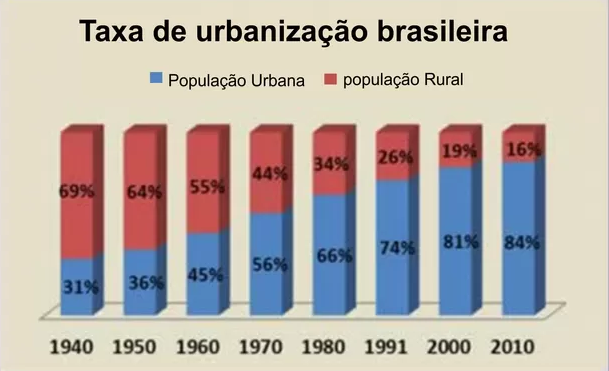 Taxa de urbanização brasileira
População Urbana população Rural
69% 64% 55% 44% 34% 26% 19% 16%
31% 36% 45% 56% 66% 74% 81% 84%
1940 1950 1960 1970 1980 1991 2000 2010